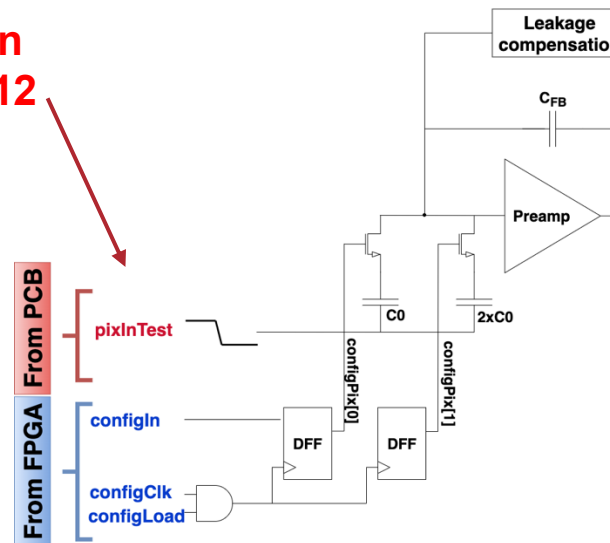 n
12
Leakage
compensatio
C_FB
Preamp
C0
2xC0
From PCB
pixInTest
configPix[0]
configPix[1]
From FPGA
configIn
DFF
DFF
configClk
configLoad